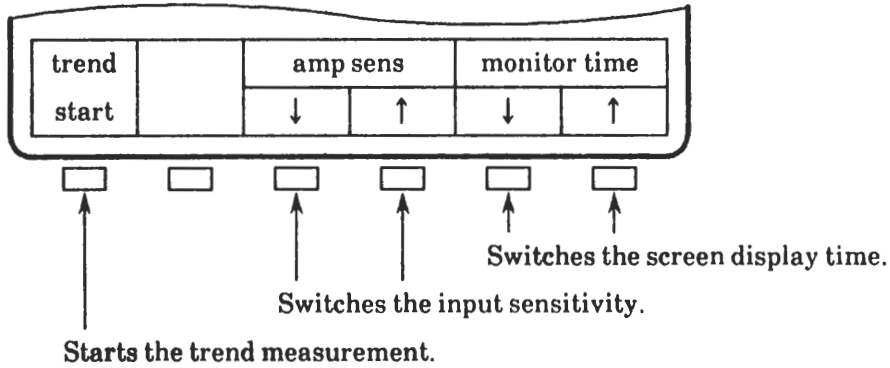 trend amp sens monitor time
start ↓ ↑ ↓ ↑
Switches the screen display time.
Switches the input sensitivity.
Starts the trend measurement.